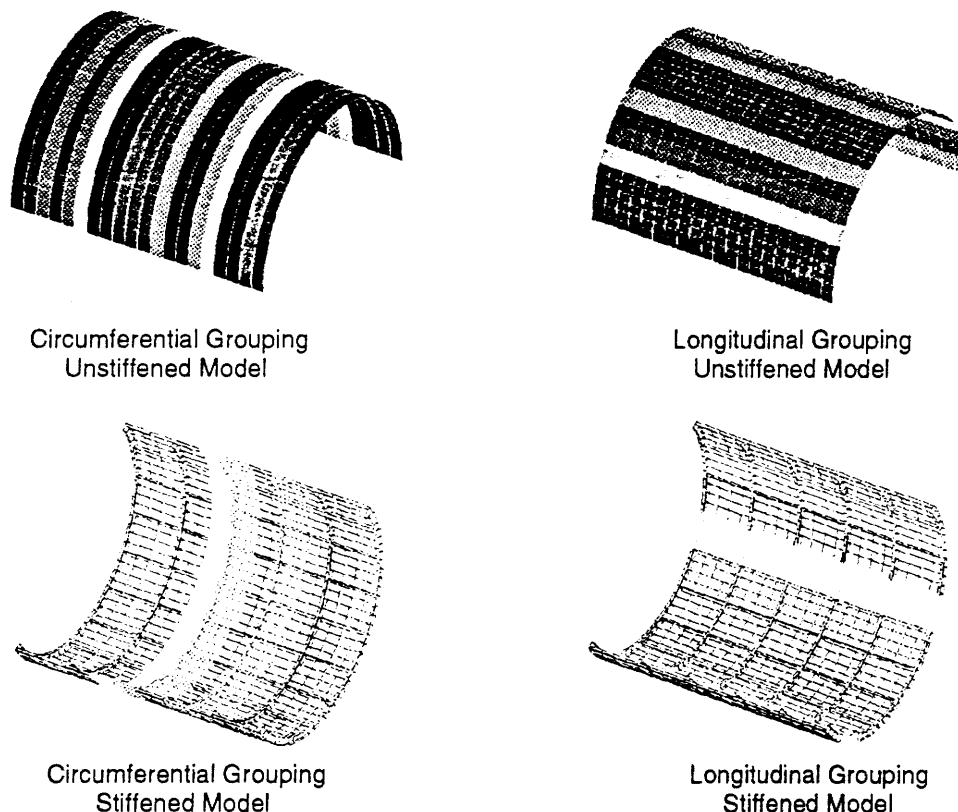 Circumferential Grouping
Unstiffened Model
Longitudinal Grouping
Unstiffened Model
Circumferential Grouping
Stiffened Model
Longitudinal Grouping
Stiffened Model